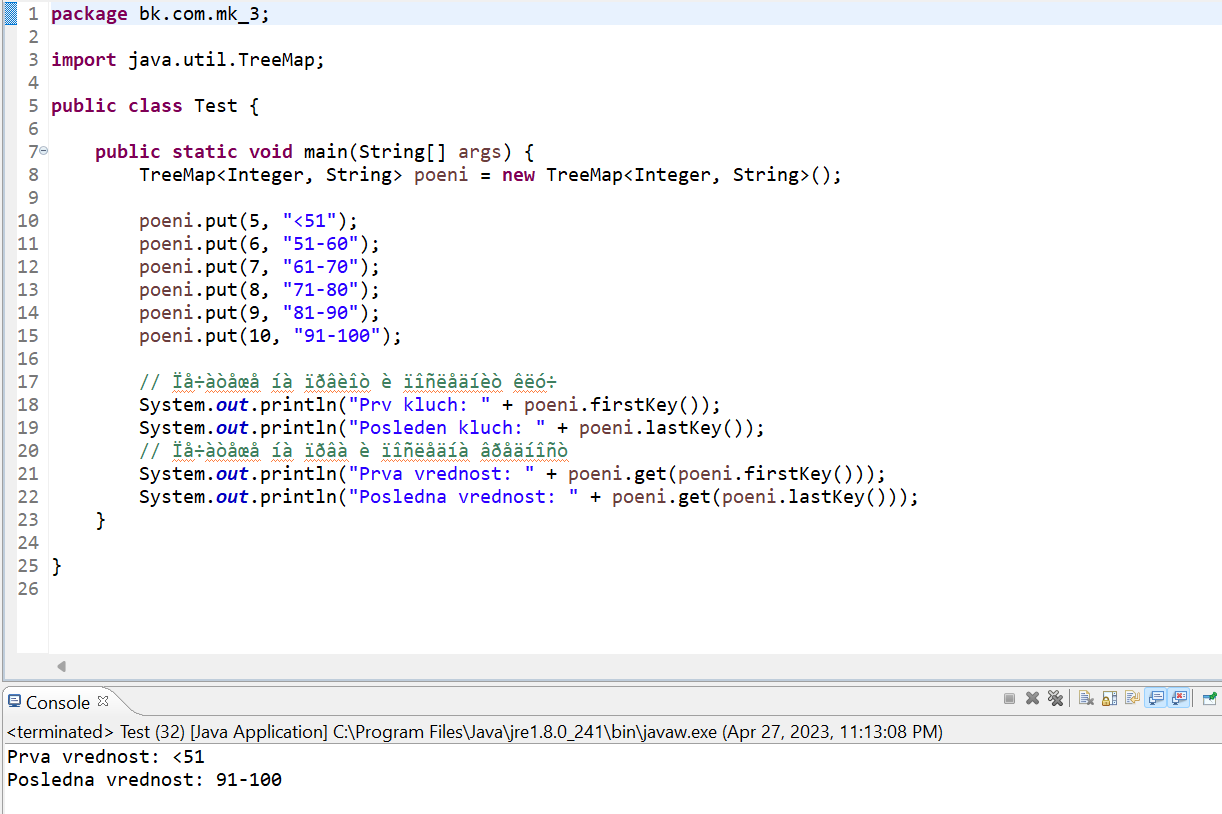 1 package bk.com.mk_3;
2
3 import java.util.TreeMap;
4
5 public class Test {
6
7 public static void main(String[] args) {
8 TreeMap<Integer, String> poeni = new TreeMap<Integer, String>();
9
10 poeni.put(5, "<51");
11 poeni.put(6, "51-60");
12 poeni.put(7, "61-70");
13 poeni.put(8, "71-80");
14 poeni.put(9, "81-90");
15 poeni.put(10, "91-100");
16
17 // Ïå÷àòåœå íà ïðâèîò è ïîñëåäíèò êëó÷
18 System.out.println("Prv kluch: " + poeni.firstKey());
19 System.out.println("Posleden kluch: " + poeni.lastKey());
20 // Ïå÷àòåœå íà ïðâà è ïîñëåäíà âðåäíîñò
21 System.out.println("Prva vrednost: " + poeni.get(poeni.firstKey()));
22 System.out.println("Posledna vrednost: " + poeni.get(poeni.lastKey()));
23 }
24
25 }
26
Console
<terminated> Test (32) [Java Application] C:\Program Files\Java\jre1.8.0_241\bin\javaw.exe (Apr 27, 2023, 11:13:08 PM)
Prva vrednost: <51
Posledna vrednost: 91-100